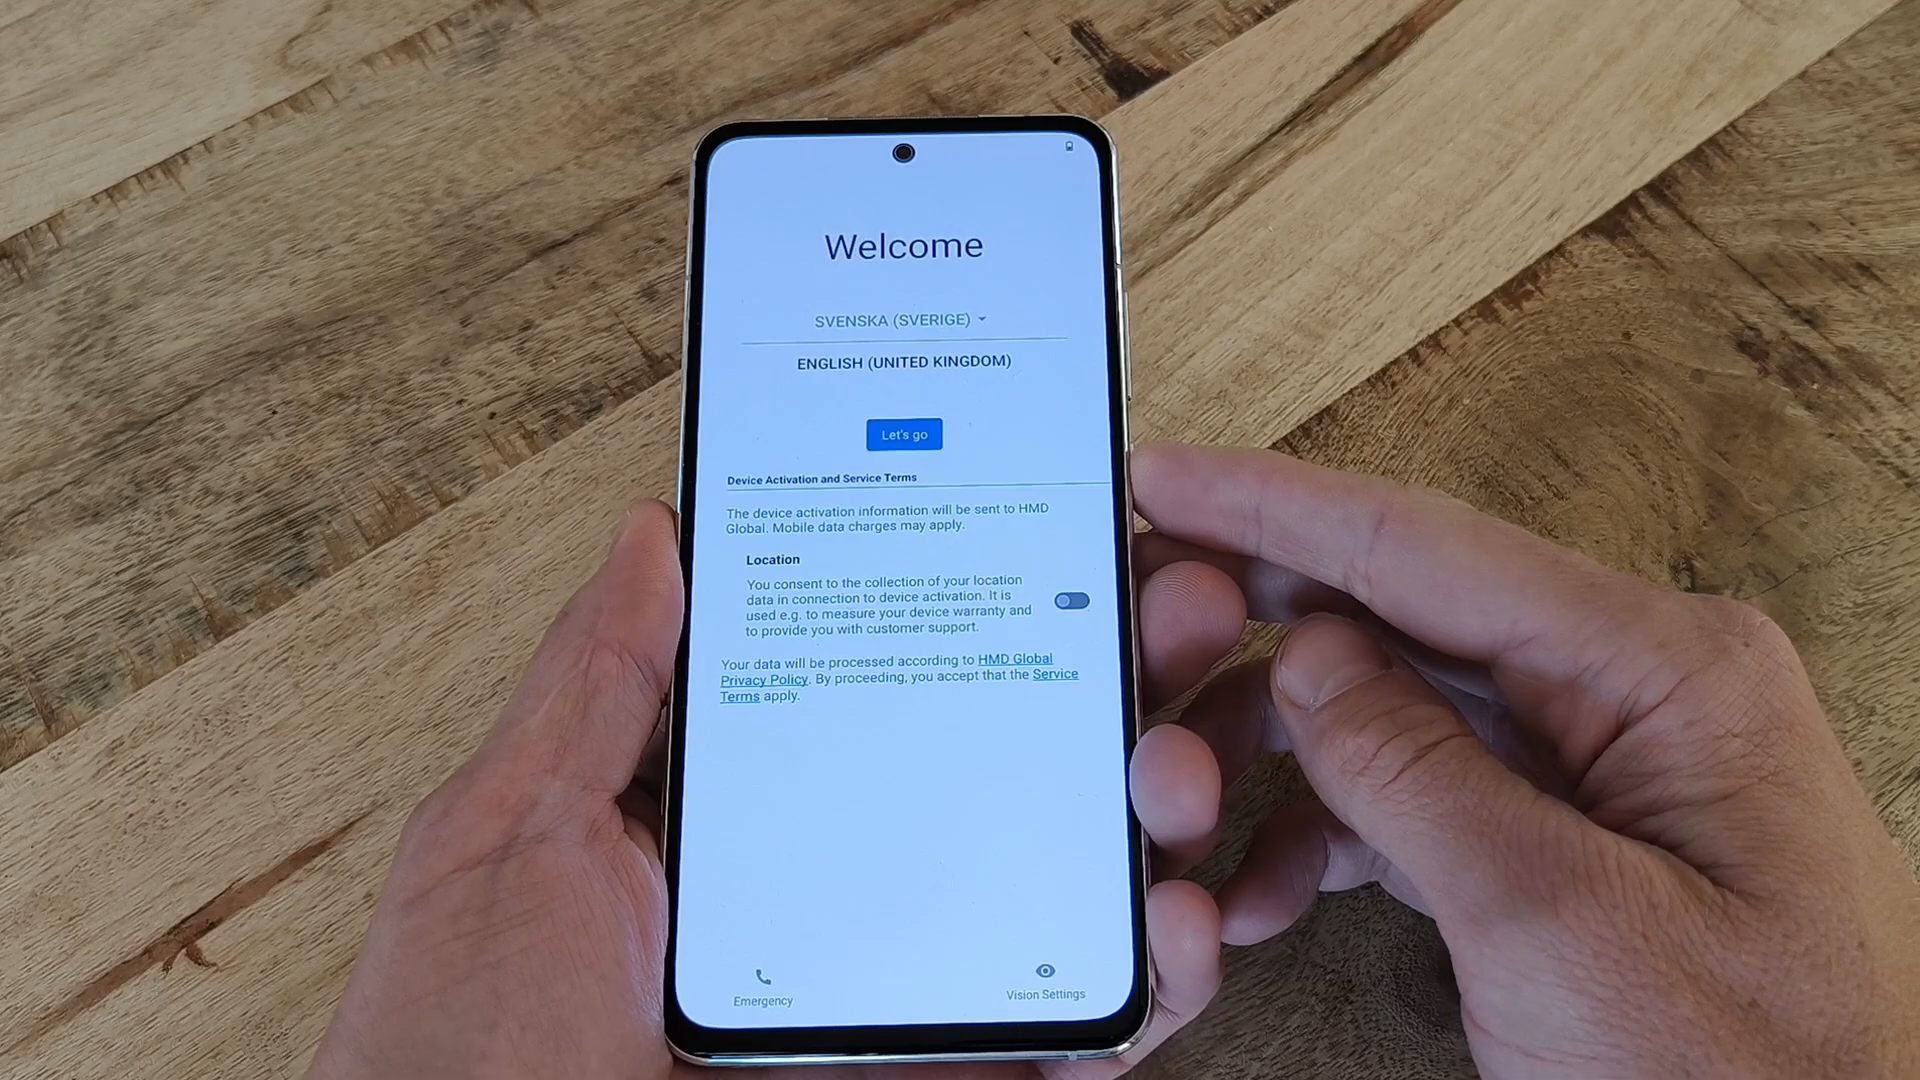 Welcome
SVENSKA (SVERIGE)
ENGLISH (UNITED KINGDOM)
Let's go
Device Activation and Service Terms
The device activation information will be sent to HMD
Global. Mobile data charges may apply.
Location
You consent to the collection of your location
data in connection to device activation. It is
used e.g. to measure your device warranty and
to provide you with customer support.
Your data will be processed according to HMD Global
Privacy Policy. By proceeding, you accept that the Service
Terms apply.
Emergency
Vision Settings